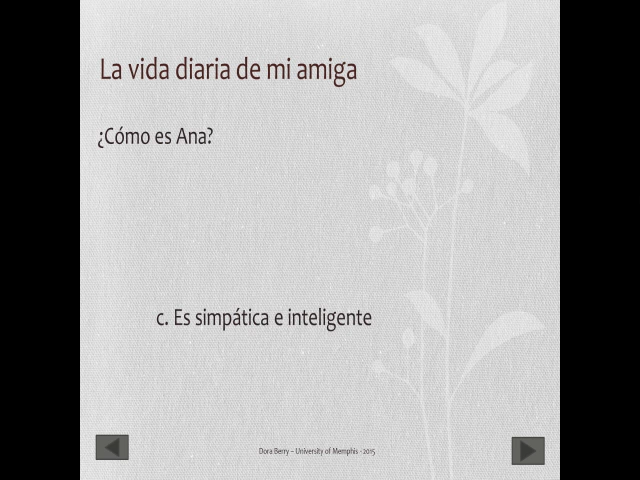 La vida diaria de mi amiga
¿Cómo es Ana?
c. Es simpática e inteligente
Dora Berry – University of Memphis - 2015